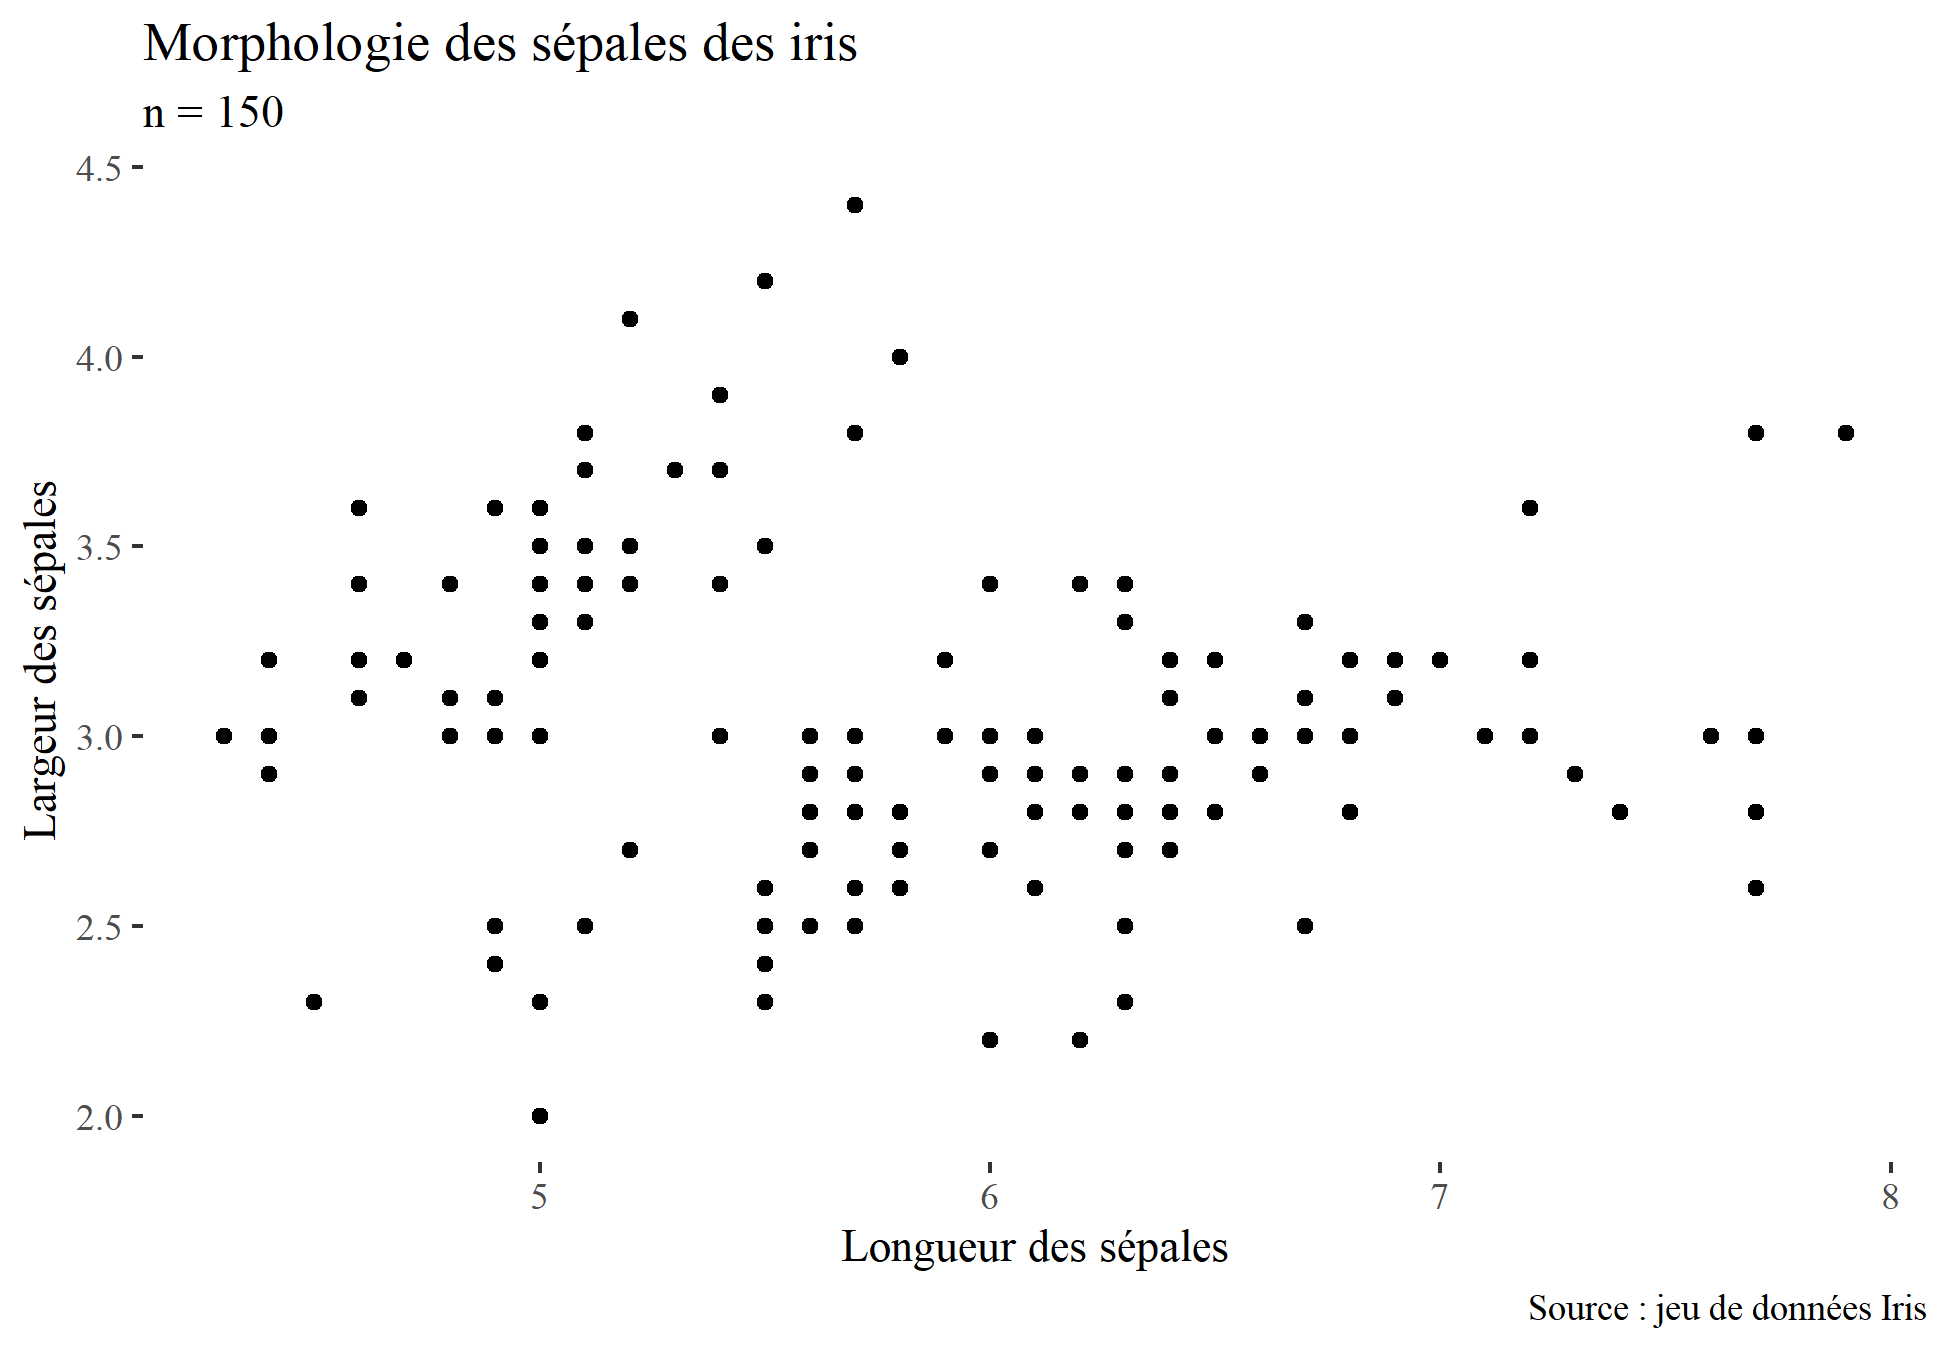 Morphologie des sépales des iris
n = 150
4.5
4.0
3.5
3.0
2.5
2.0
Largeur des sépales
5
6
7
8
Longueur des sépales
Source : jeu de données Iris